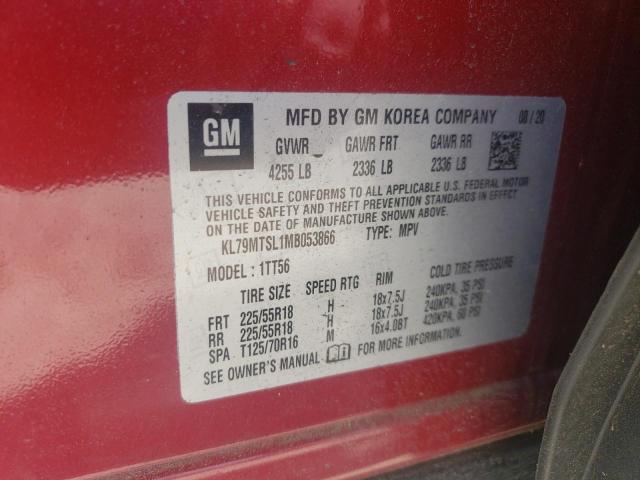 GM
MFD BY GM KOREA COMPANY 08/20
GVWR GAWR FRT GAWR RR
4255 LB 2336 LB 2336 LB
THIS VEHICLE CONFORMS TO ALL APPLICABLE U.S. FEDERAL MOTOR
VEHICLE SAFETY AND THEFT PREVENTION STANDARDS IN EFFECT
ON THE DATE OF MANUFACTURE SHOWN ABOVE.
KL79MTSL1MB053866 TYPE: MPV
MODEL : 1TT56
TIRE SIZE SPEED RTG RIM COLD TIRE PRESSURE
FRT 225/55R18 H 18x7.5J 240KPA, 35 PSI
RR 225/55R18 H 18x7.5J 240KPA, 35 PSI
SPA T125/70R16 M 16x4.0BT 420KPA, 60 PSI
SEE OWNER'S MANUAL FOR MORE INFORMATION.